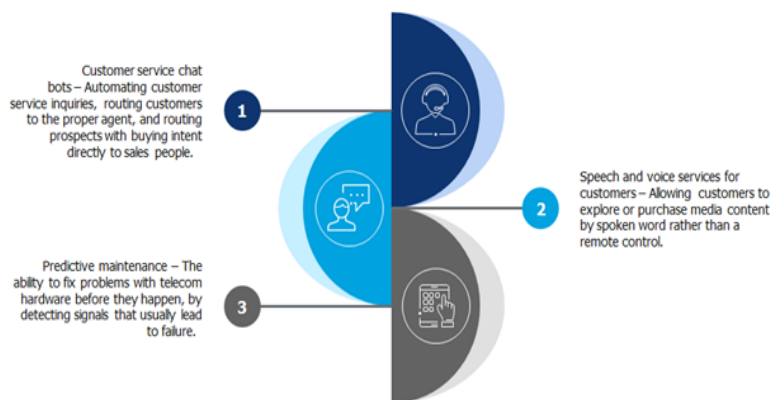 Customer service chat
bots – Automating customer
service inquiries, routing customers
to the proper agent, and routing
prospects with buying intent
directly to sales people.
1
Speech and voice services for
customers – Allowing customers to
explore or purchase media content
by spoken word rather than a
remote control.
2
Predictive maintenance – The
ability to fix problems with telecom
hardware before they happen, by
detecting signals that usually lead
to failure.
3